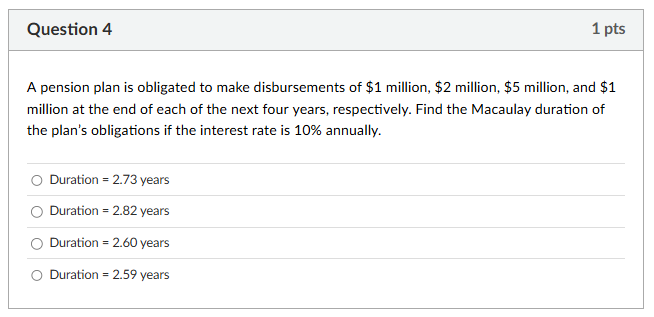 Question 4
1 pts
A pension plan is obligated to make disbursements of $1 million, $2 million, $5 million, and $1
million at the end of each of the next four years, respectively. Find the Macaulay duration of
the plan's obligations if the interest rate is 10% annually.
Duration = 2.73 years
Duration = 2.82 years
Duration = 2.60 years
Duration = 2.59 years